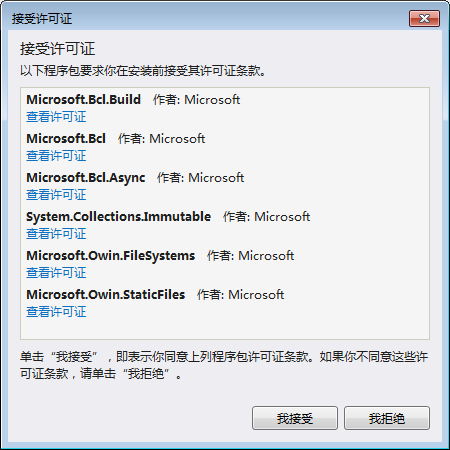 接受许可证
接受许可证
以下程序包要求你在安装前接受其许可证条款。
Microsoft.Bcl.Build 作者: Microsoft
查看许可证
Microsoft.Bcl 作者: Microsoft
查看许可证
Microsoft.Bcl.Async 作者: Microsoft
查看许可证
System.Collections.Immutable 作者: Microsoft
查看许可证
Microsoft.Owin.FileSystems 作者: Microsoft
查看许可证
Microsoft.Owin.StaticFiles 作者: Microsoft
查看许可证
单击“我接受”，即表示你同意上列程序包许可证条款。如果你不同意这些许
可证条款，请单击“我拒绝”。
我接受 我拒绝